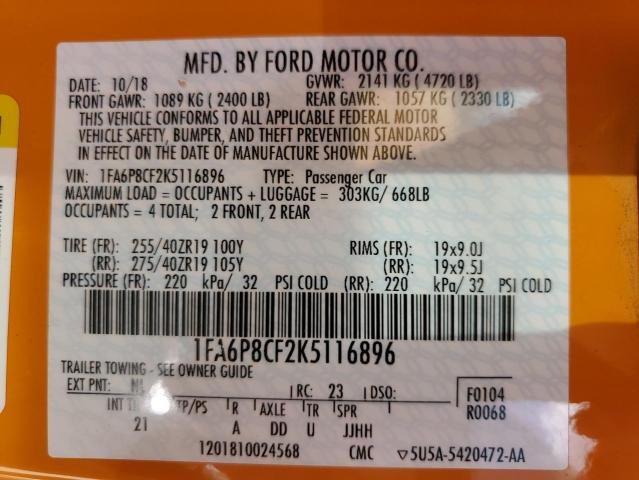 MFD. BY FORD MOTOR CO.
DATE: 10/18 GVWR: 2141 KG ( 4720 LB)
FRONT GAWR: 1089 KG ( 2400 LB) REAR GAWR: 1057 KG ( 2330 LB)
THIS VEHICLE CONFORMS TO ALL APPLICABLE FEDERAL MOTOR
VEHICLE SAFETY, BUMPER, AND THEFT PREVENTION STANDARDS
IN EFFECT ON THE DATE OF MANUFACTURE SHOWN ABOVE.
VIN: 1FA6P8CF2K5116896 TYPE: Passenger Car
MAXIMUM LOAD = OCCUPANTS + LUGGAGE = 303KG/ 668LB
OCCUPANTS = 4 TOTAL; 2 FRONT, 2 REAR
TIRE (FR): 255/40ZR19 100Y RIMS (FR): 19x9.0J
(RR): 275/40ZR19 105Y (RR): 19x9.5J
PRESSURE (FR): 220 kPa/ 32 PSI COLD (RR): 220 kPa/ 32 PSI COLD
1FA6P8CF2K5116896
TRAILER TOWING- SEE OWNER GUIDE
EXT PNT: RC: 23 DSO: F0104
R0068
INT TP/PS R AXLE TR SPR
21 A DD U JJHH
1201810024568 CMC ▽5U5A-5420472-AA